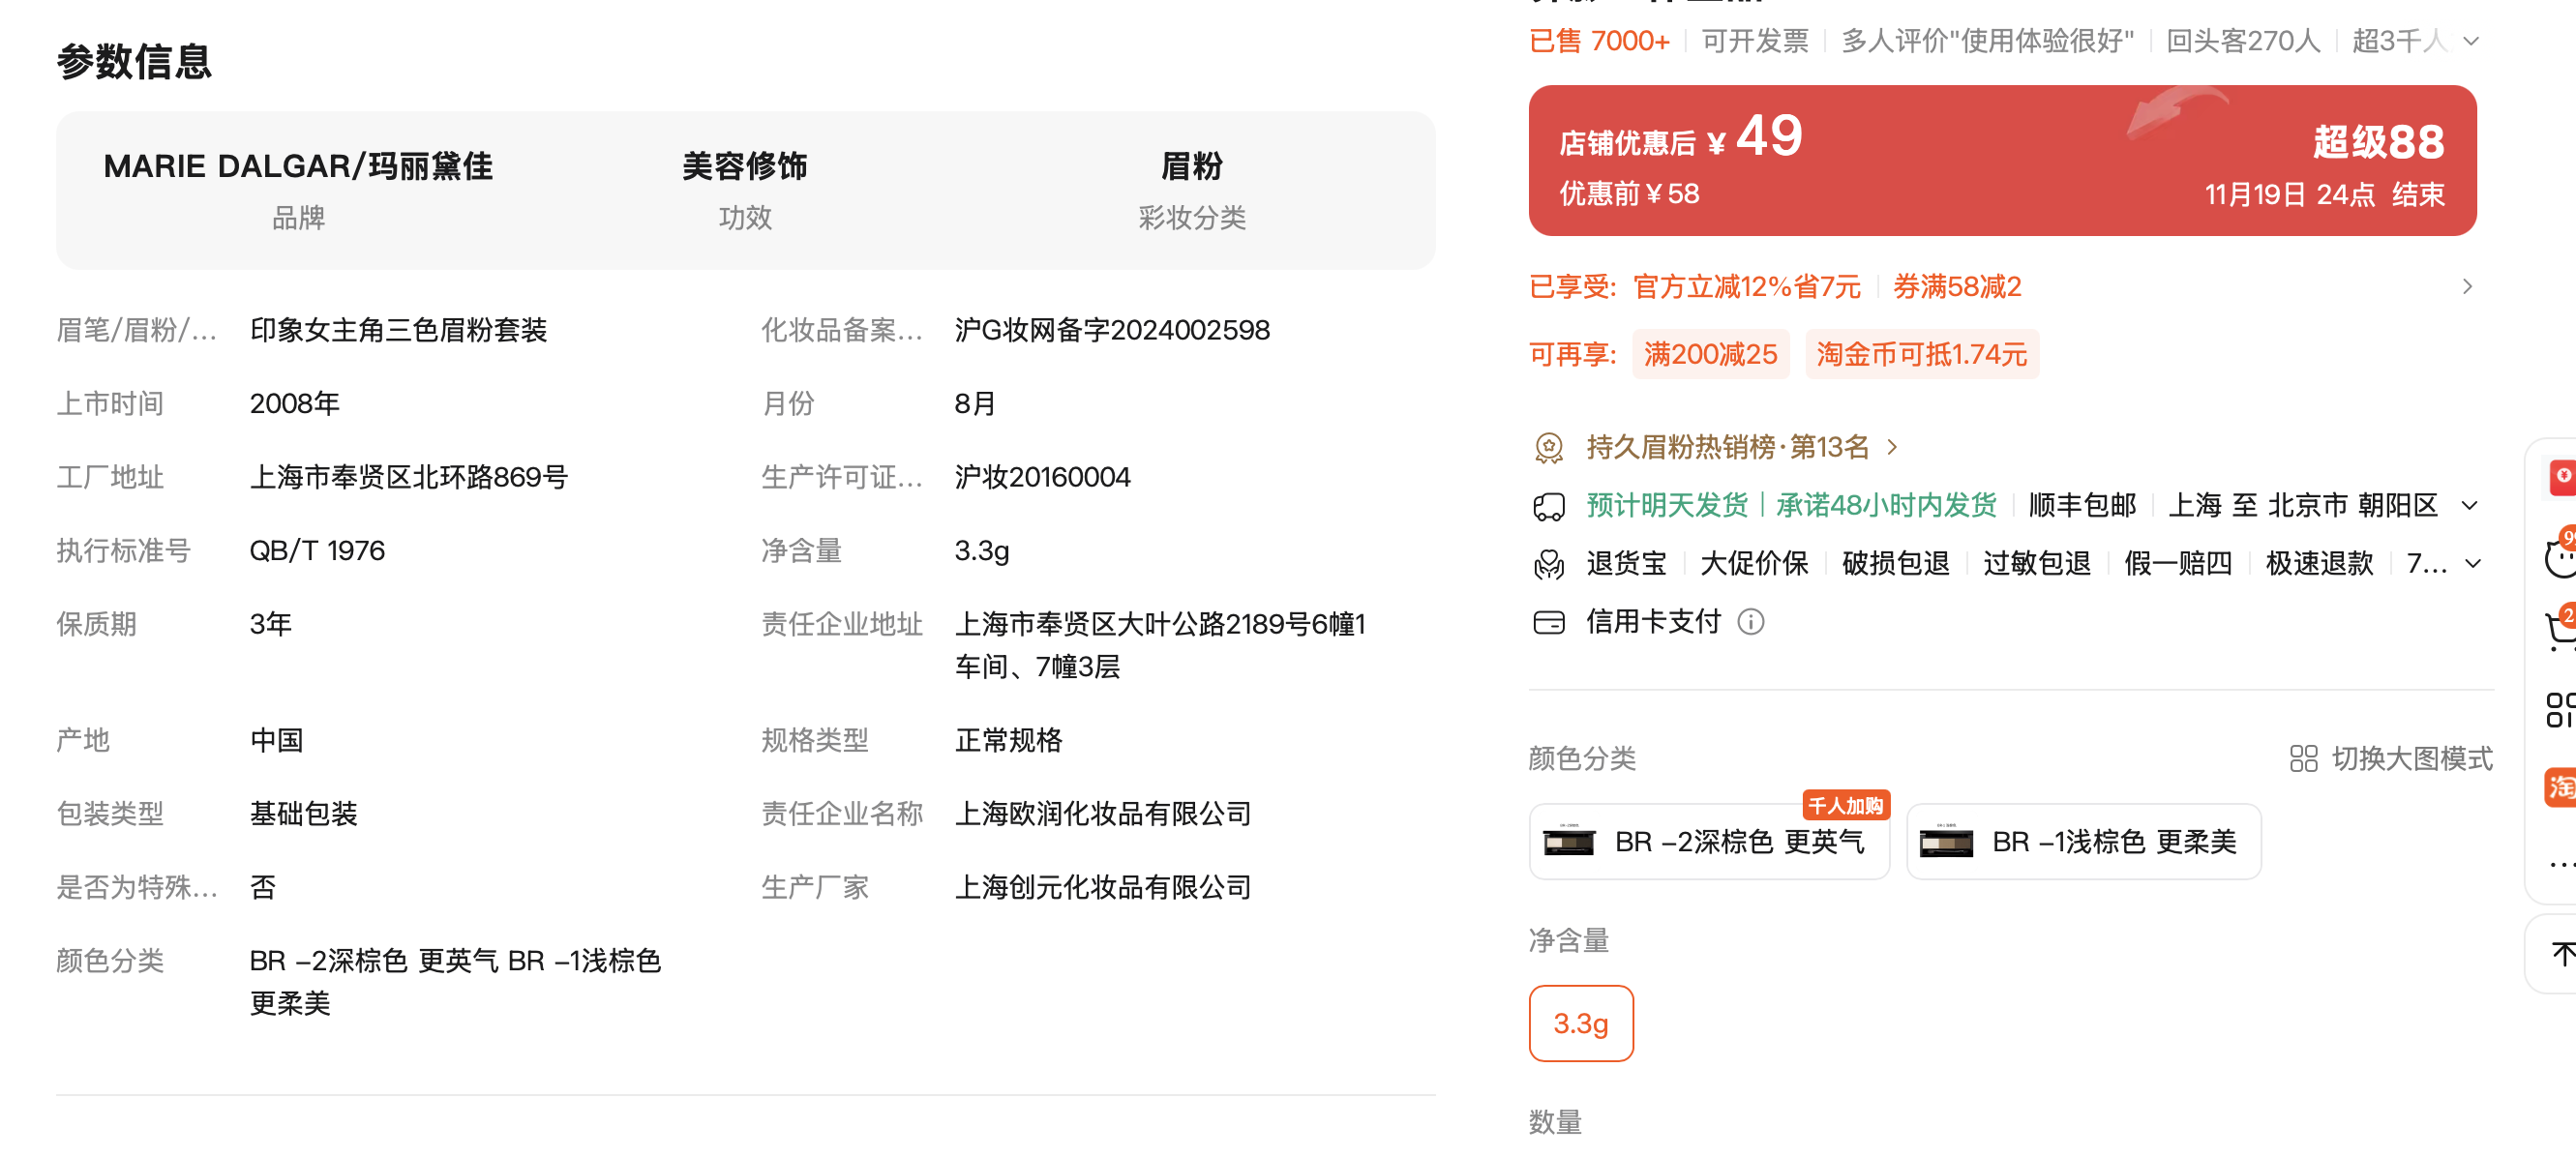 参数信息
MARIE DALGAR/玛丽黛佳
品牌
美容修饰
功效
眉粉
彩妆分类
眉笔/眉粉/...
印象女主角三色眉粉套装
化妆品备案...
沪G妆网备字2024002598
上市时间
2008年
月份
8月
工厂地址
上海市奉贤区北环路869号
生产许可证...
沪妆20160004
执行标准号
QB/T 1976
净含量
3.3g
保质期
3年
责任企业地址
上海市奉贤区大叶公路2189号6幢1
车间、7幢3层
产地
中国
规格类型
正常规格
包装类型
基础包装
责任企业名称
上海欧润化妆品有限公司
是否为特殊...
否
生产厂家
上海创元化妆品有限公司
颜色分类
BR -2深棕色 更英气 BR -1浅棕色
更柔美
已售 7000+ 可开发票 多人评价"使用体验很好" 回头客270人 超3千人
店铺优惠后 ¥ 49
优惠前 ¥ 58
超级88
11月19日 24点 结束
已享受: 官方立减12%省7元 券满58减2
可再享: 满200减25 淘金币可抵1.74元
持久眉粉热销榜·第13名
预计明天发货 承诺48小时内发货 顺丰包邮 上海 至 北京市 朝阳区
退货宝 大促价保 破损包退 过敏包退 假一赔四 极速退款 7...
信用卡支付
颜色分类
切换大图模式
千人加购
BR -2深棕色 更英气
BR -1浅棕色 更柔美
净含量
3.3g
数量
淘